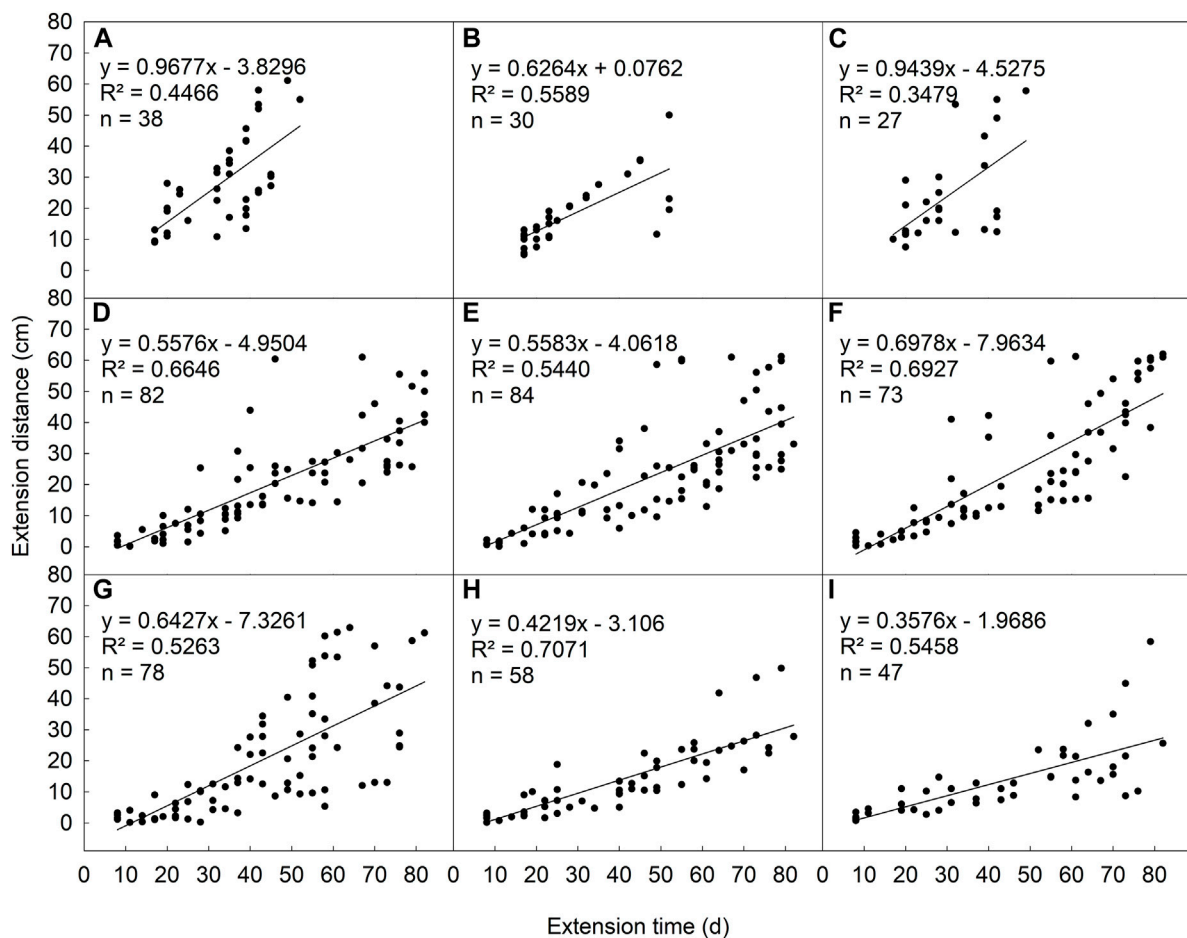 80
70
60
50
40
30
20
10
0
A
y = 0.9677x - 3.8296
R² = 0.4466
n = 38
B
y = 0.6264x + 0.0762
R² = 0.5589
n = 30
C
y = 0.9439x - 4.5275
R² = 0.3479
n = 27
Extension distance (cm)
80
70
60
50
40
30
20
10
0
D
y = 0.5576x - 4.9504
R² = 0.6646
n = 82
E
y = 0.5583x - 4.0618
R² = 0.5440
n = 84
F
y = 0.6978x - 7.9634
R² = 0.6927
n = 73
80
70
60
50
40
30
20
10
0
G
y = 0.6427x - 7.3261
R² = 0.5263
n = 78
H
y = 0.4219x - 3.106
R² = 0.7071
n = 58
I
y = 0.3576x - 1.9686
R² = 0.5458
n = 47
0 10 20 30 40 50 60 70 80 0 10 20 30 40 50 60 70 80 0 10 20 30 40 50 60 70 80
Extension time (d)